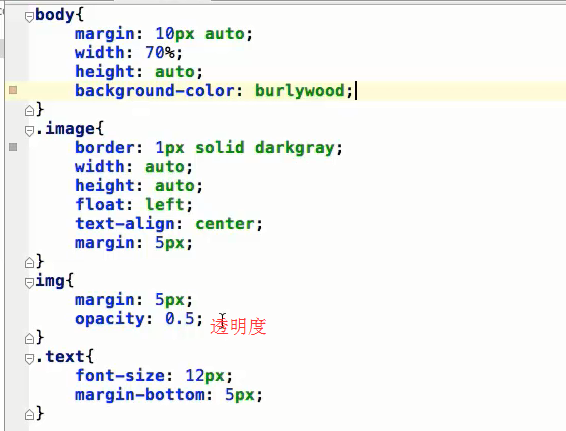 body{
    margin: 10px auto;
    width: 70%;
    height: auto;
    background-color: burlywood;
}
.image{
    border: 1px solid darkgray;
    width: auto;
    height: auto;
    float: left;
    text-align: center;
    margin: 5px;
}
img{
    margin: 5px;
    opacity: 0.5; 透明度
}
.text{
    font-size: 12px;
    margin-bottom: 5px;
}